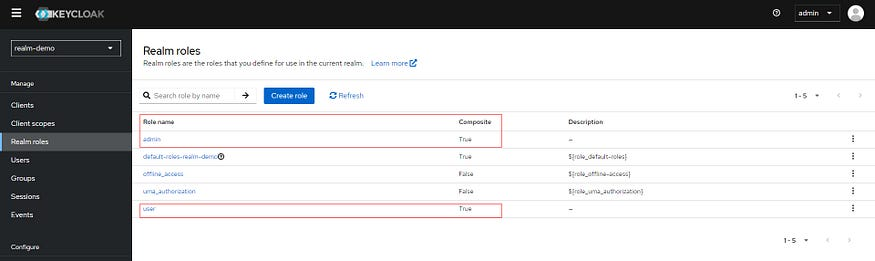 KEYCLOAK
admin
realm-demo
Manage
Clients
Client scopes
Realm roles
Users
Groups
Sessions
Events
Configure
Realm roles
Realm roles are the roles that you define for use in the current realm. Learn more
Search role by name Create role Refresh 1 - 5
Role name Composite Description
admin True –
default-roles-realm-demo True ${role_default-roles}
offline_access False ${role_offline-access}
uma_authorization False ${role_uma_authorization}
user True –
1 - 5